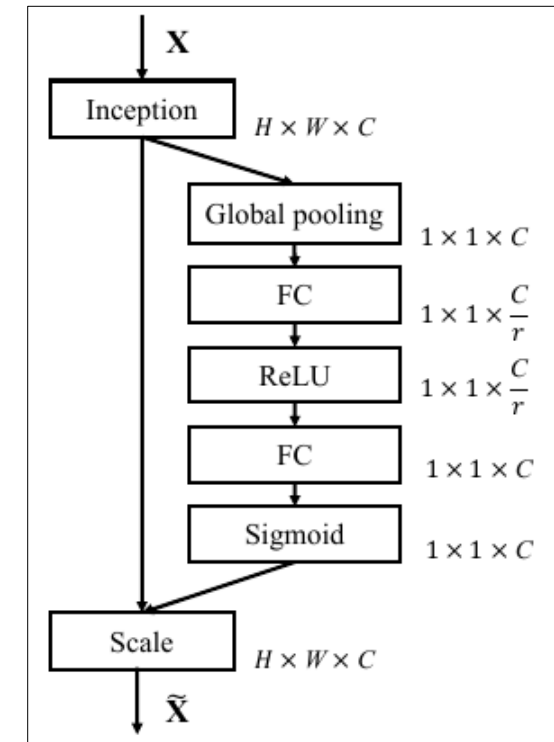 X
Inception
H × W × C
Global pooling
1 × 1 × C
FC
1 × 1 × C/r
ReLU
1 × 1 × C/r
FC
1 × 1 × C
Sigmoid
1 × 1 × C
Scale
H × W × C
X̃